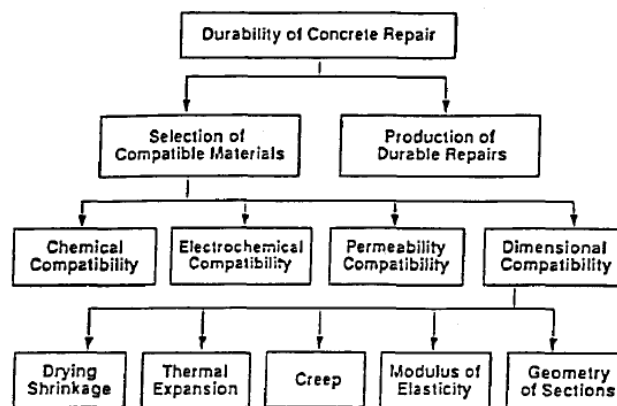 Durability of Concrete Repair
Selection of
Compatible Materials
Production of
Durable Repairs
Chemical
Compatibility
Electrochemical
Compatibility
Permeability
Compatibility
Dimensional
Compatibility
Drying
Shrinkage
Thermal
Expansion
Creep
Modulus of
Elasticity
Geometry
of Sections